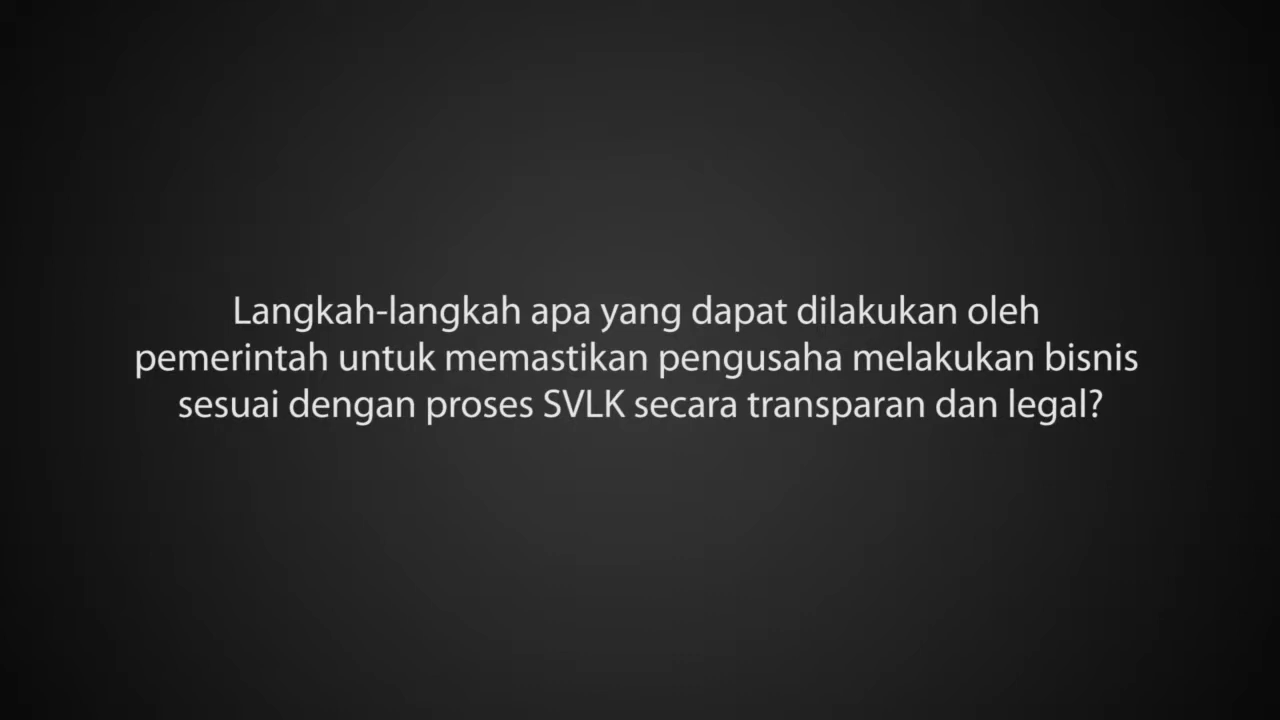 Langkah-langkah apa yang dapat dilakukan oleh
pemerintah untuk memastikan pengusaha melakukan bisnis
sesuai dengan proses SVLK secara transparan dan legal?